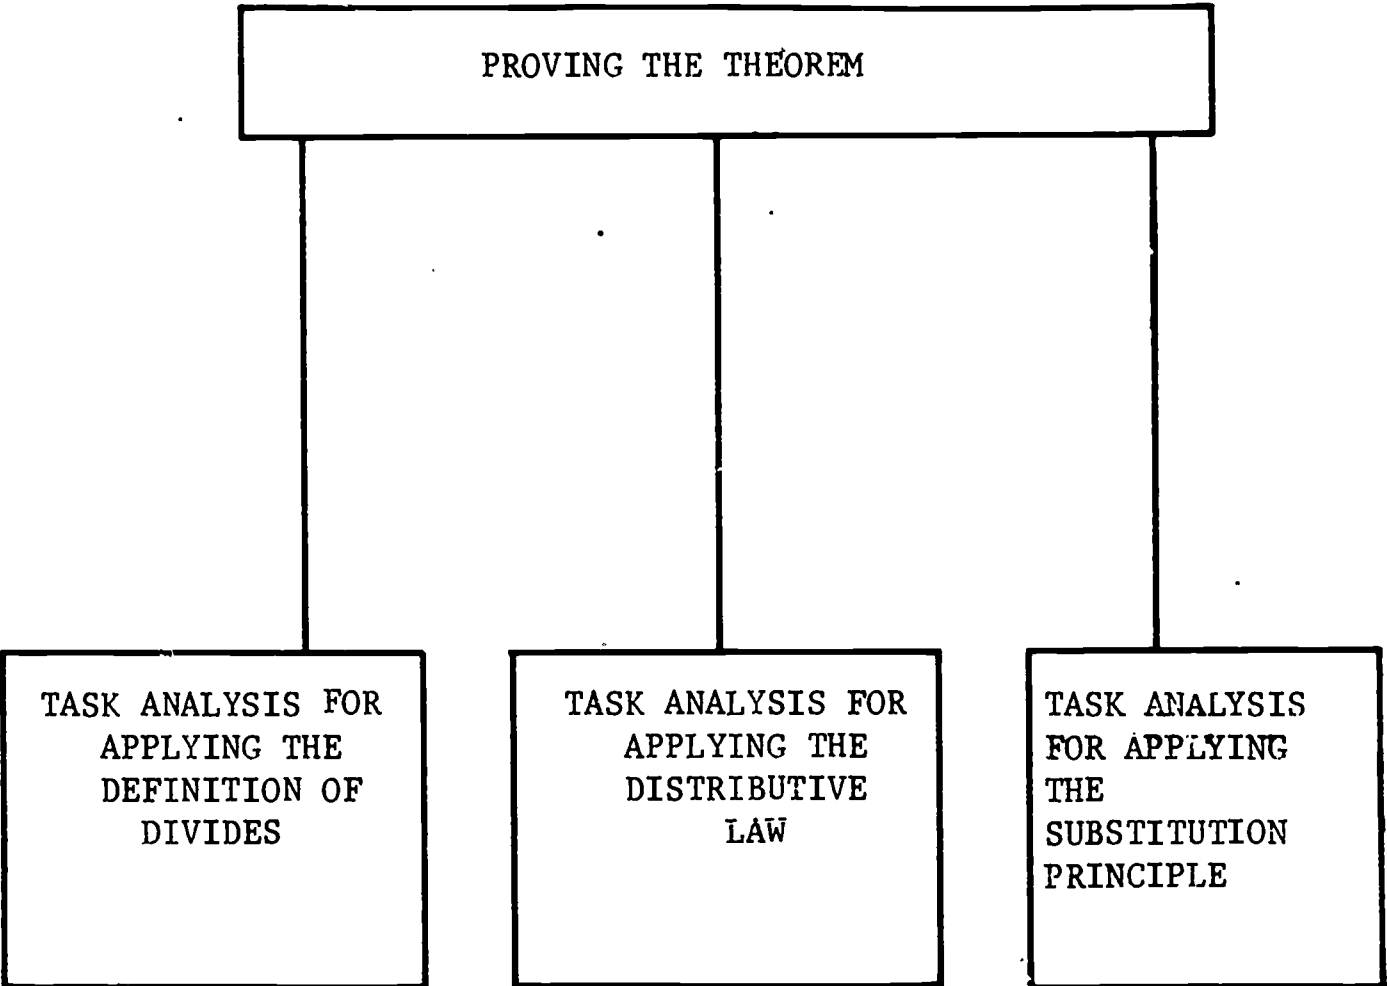 PROVING THE THEOREM
TASK ANALYSIS FOR
APPLYING THE
DEFINITION OF
DIVIDES
TASK ANALYSIS FOR
APPLYING THE
DISTRIBUTIVE
LAW
TASK ANALYSIS
FOR APPLYING
THE
SUBSTITUTION
PRINCIPLE